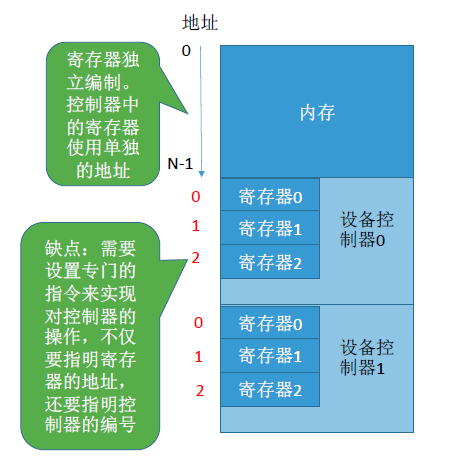 地址
0
寄存器独
立编制。
控制器中
的寄存器
使用单独
的地址
内存
N-1
0
寄存器0
1
寄存器1
2
寄存器2
设备控
制器0
缺点：需要
设置专门的
指令来实现
对控制器的
操作，不仅
要指明寄存
器的地址，
还要指明控
制器的编号
0
寄存器0
1
寄存器1
2
寄存器2
设备控
制器1